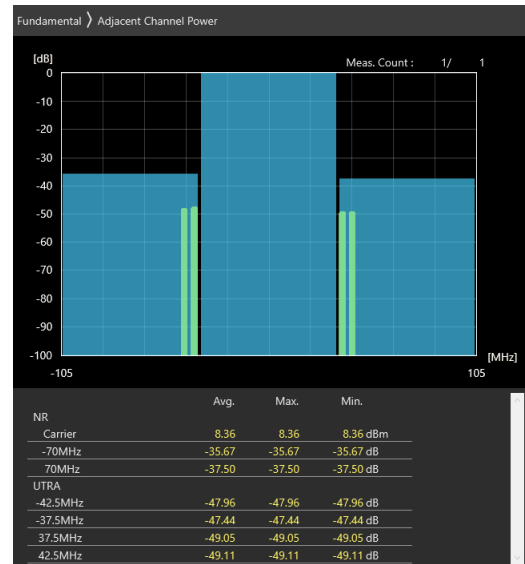 Fundamental 〉 Adjacent Channel Power
[dB]
Meas. Count : 1/ 1
0
-10
-20
-30
-40
-50
-60
-70
-80
-90
-100
[MHz]
-105 105
Avg. Max. Min.
NR
Carrier 8.36 8.36 8.36 dBm
-70MHz -35.67 -35.67 -35.67 dB
70MHz -37.50 -37.50 -37.50 dB
UTRA
-42.5MHz -47.96 -47.96 -47.96 dB
-37.5MHz -47.44 -47.44 -47.44 dB
37.5MHz -49.05 -49.05 -49.05 dB
42.5MHz -49.11 -49.11 -49.11 dB